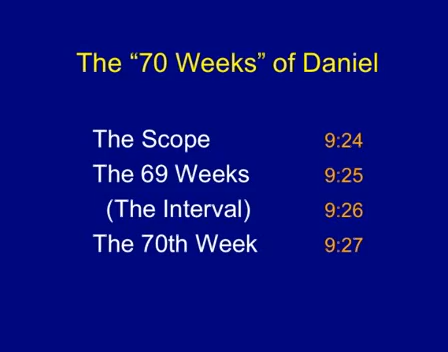 The “70 Weeks” of Daniel
The Scope 9:24
The 69 Weeks 9:25
(The Interval) 9:26
The 70th Week 9:27